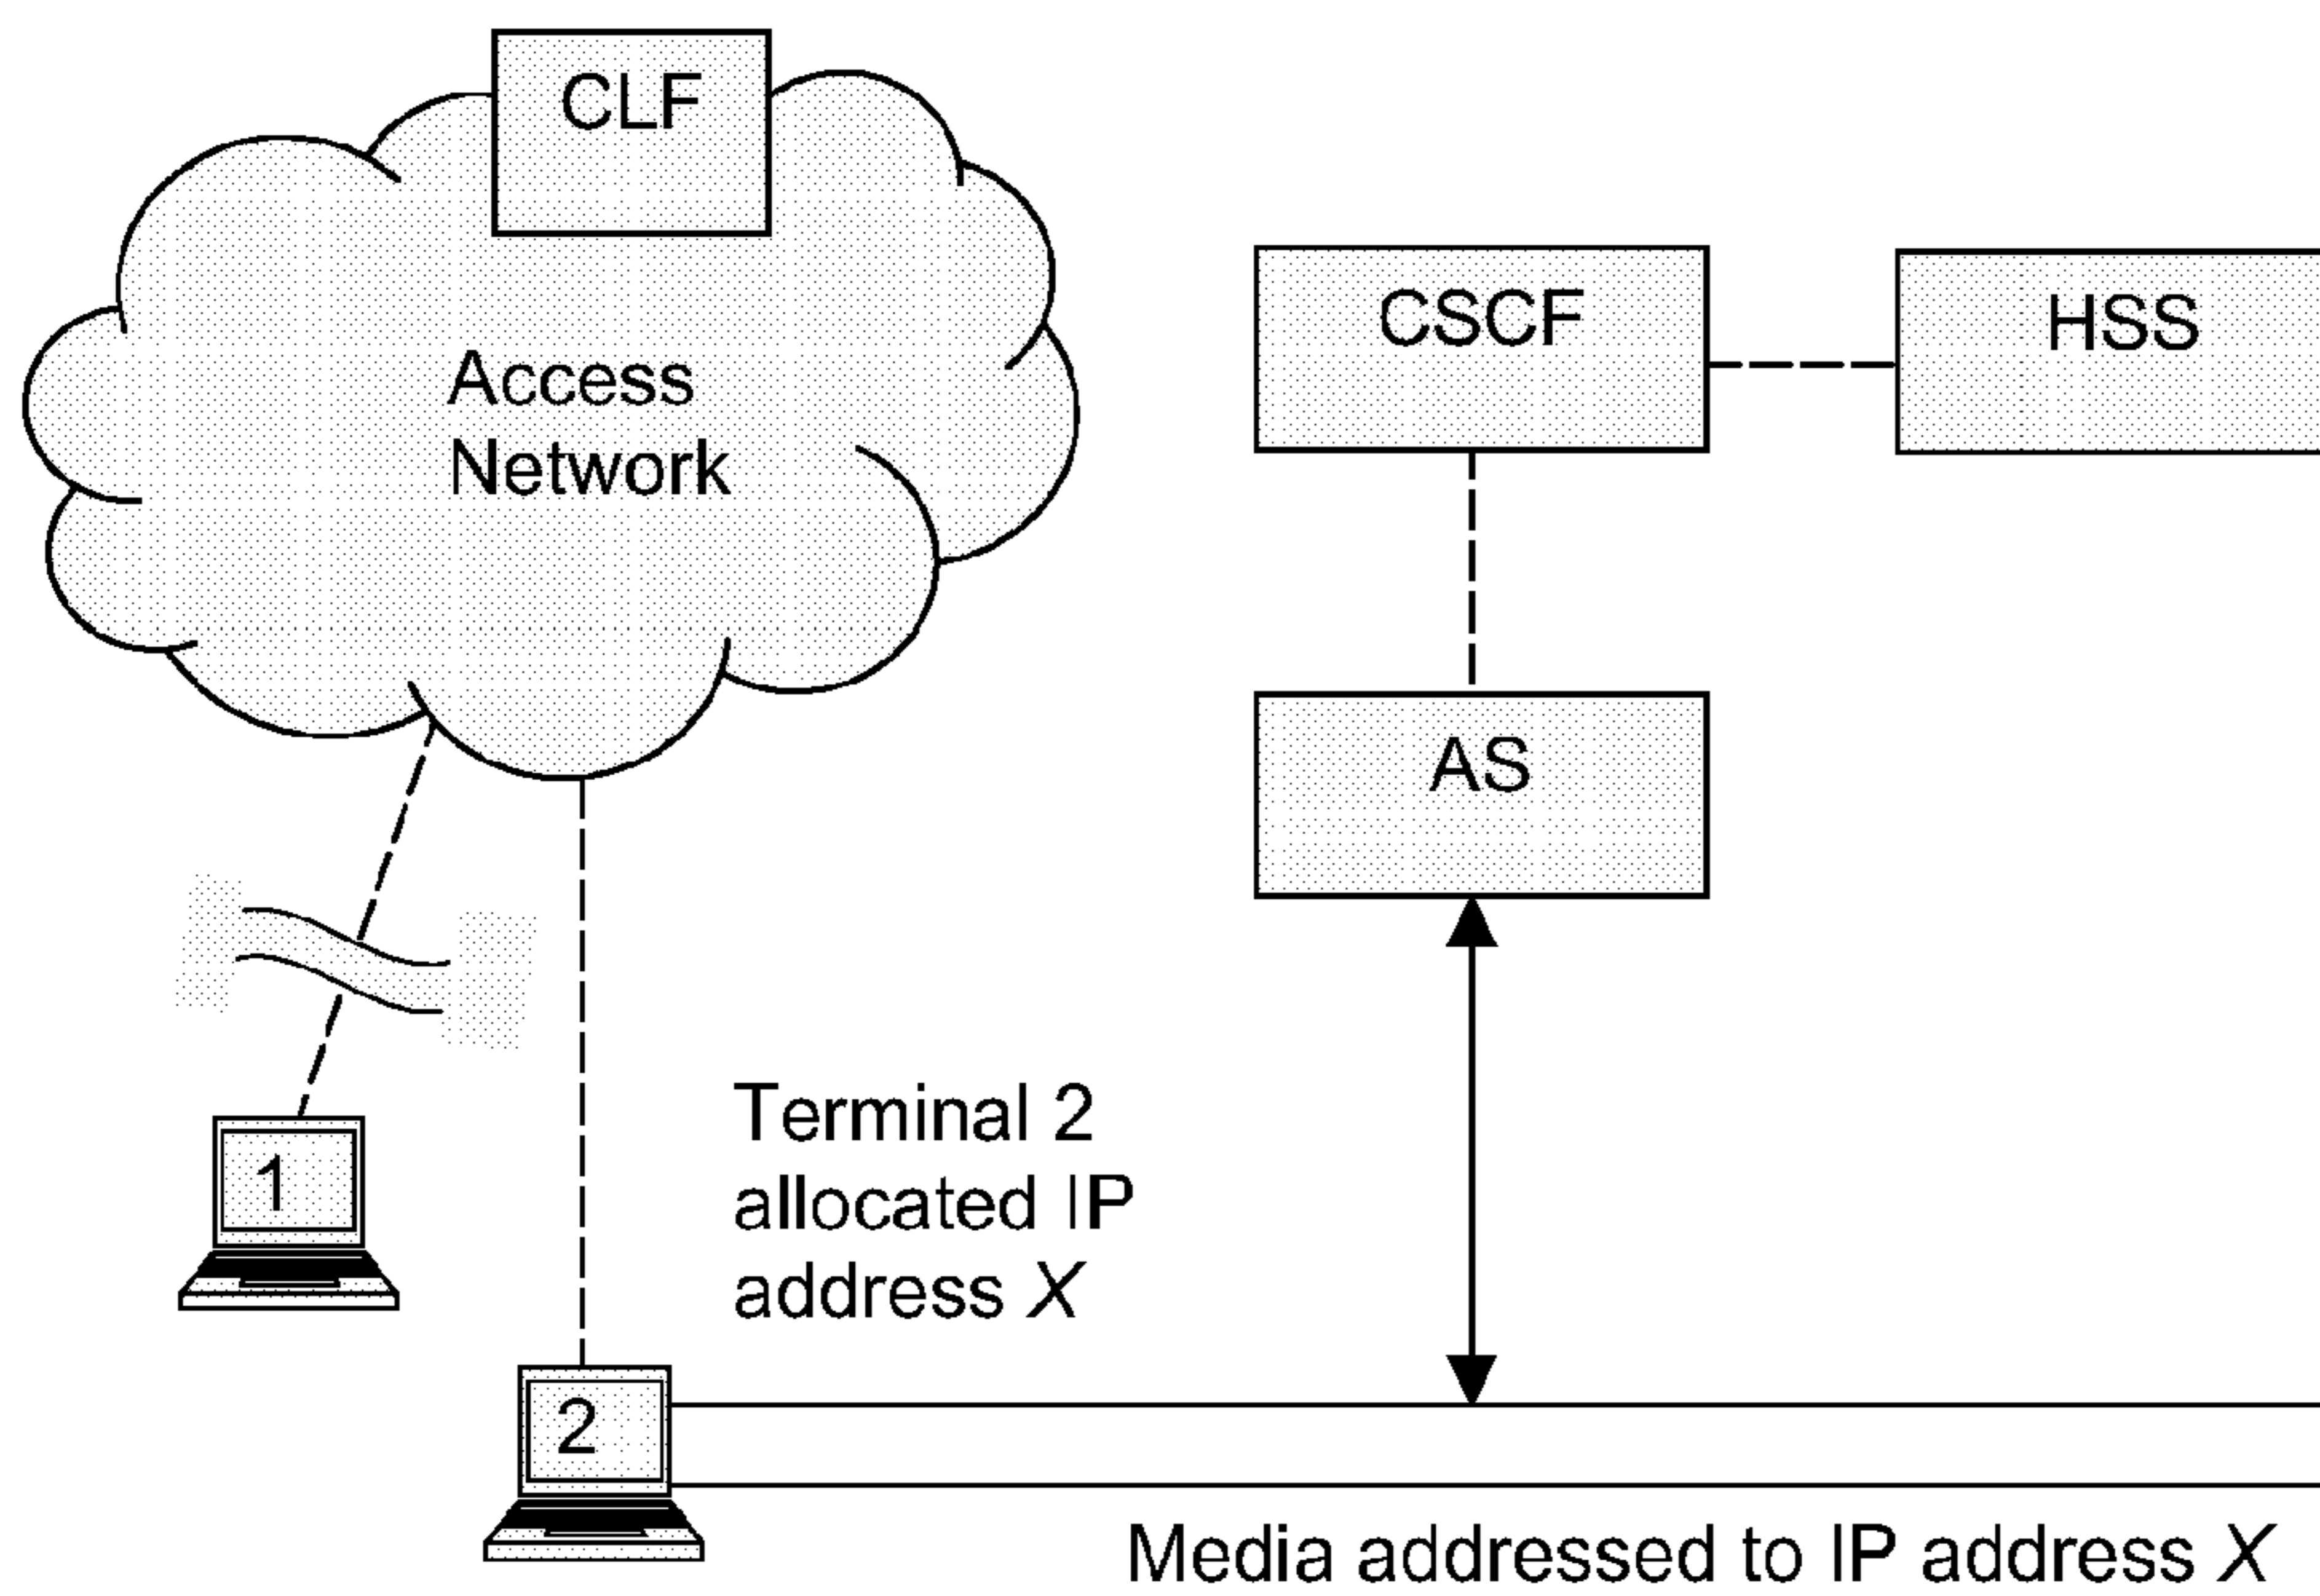 CLF
Access
Network
CSCF
HSS
AS
1
Terminal 2
allocated IP
address X
2
Media addressed to IP address X